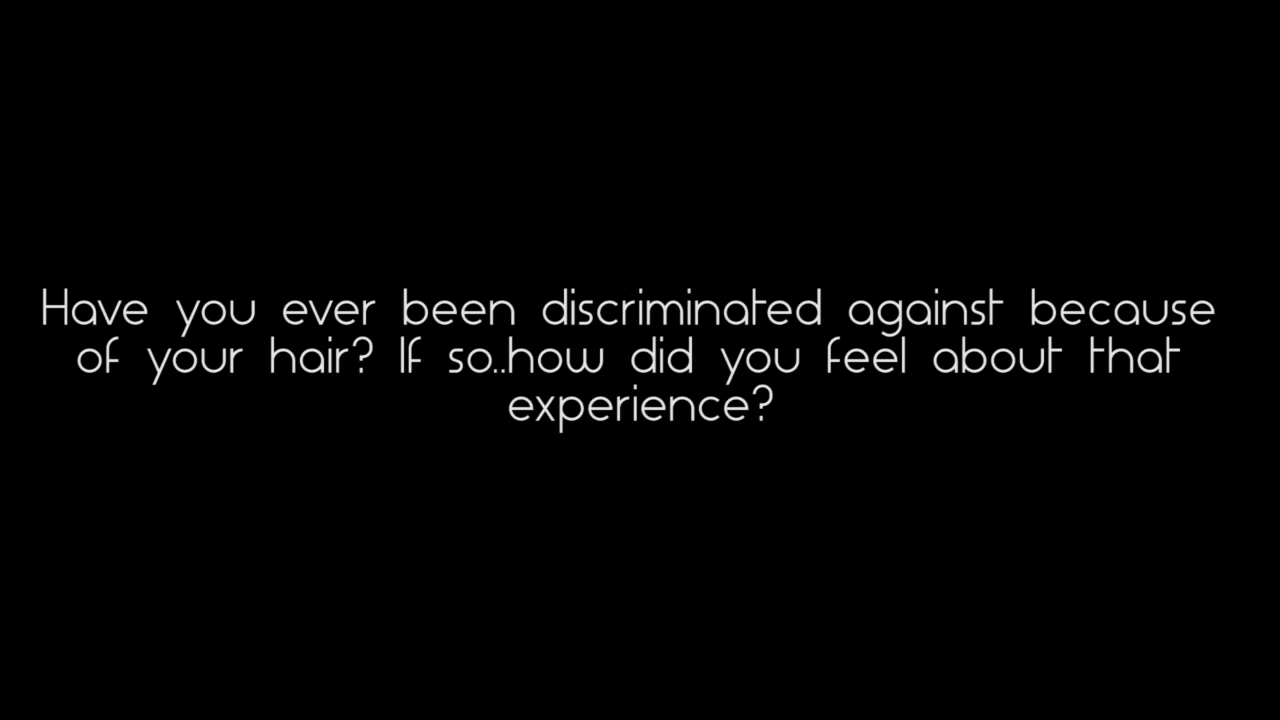 Have you ever been discriminated against because
of your hair? If so..how did you feel about that
experience?